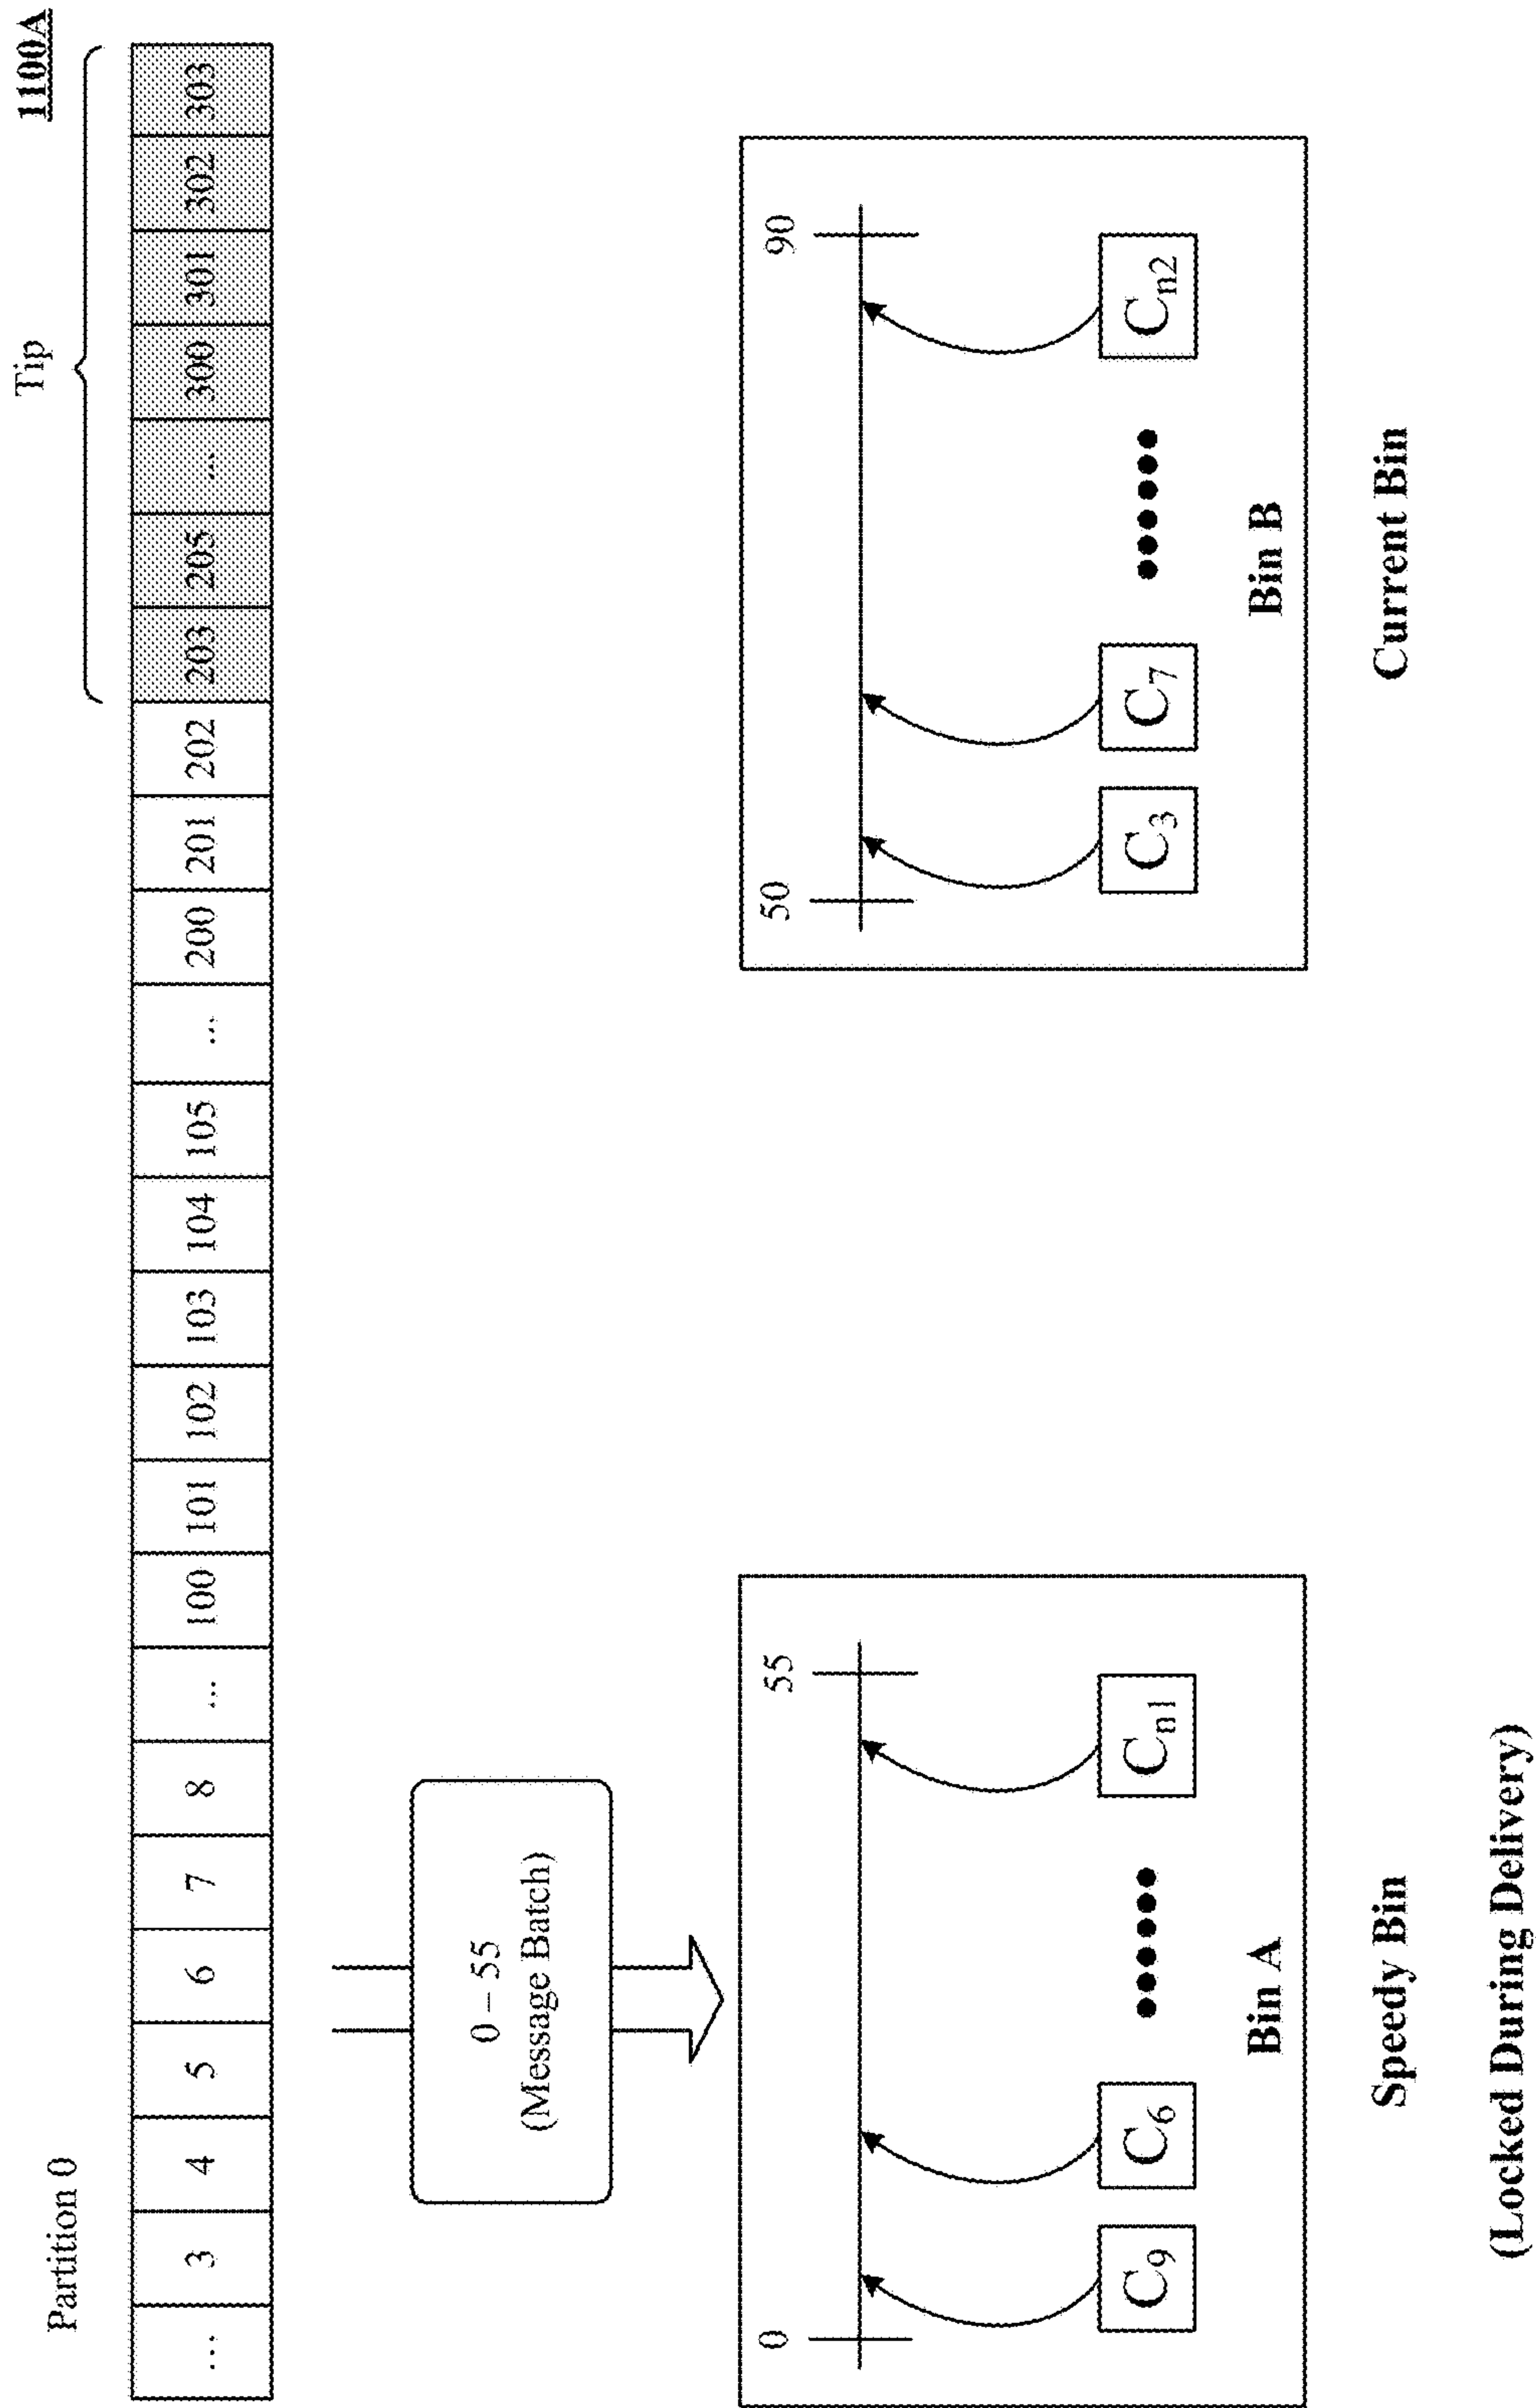 1100A
Partition 0
Tip
... 3 4 5 6 7 8 ... 100 101 102 103 104 105 ... 200 201 202 203 205 ... 300 301 302 303
0 – 55
(Message Batch)
0 55
C9 C6 Cn1
Bin A
Speedy Bin
(Locked During Delivery)
50 90
C3 C7 Cn2
Bin B
Current Bin